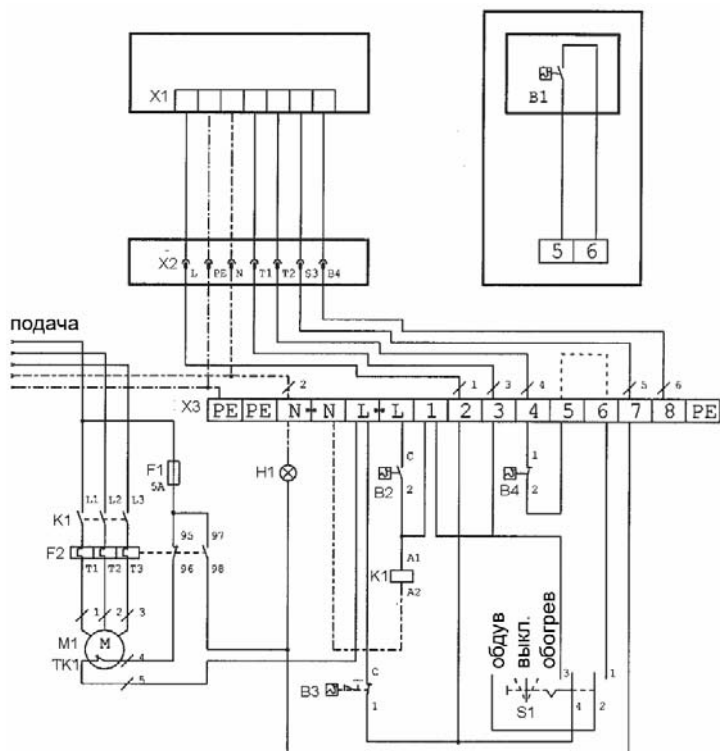 X1
B1
5 6
X2
L PE N T1 T2 S3 B4
подача
2 1 3 4 5 6
X3 PE PE N N L L 1 2 3 4 5 6 7 8 PE
F1
5A
H1
C
B2
2
1
B4
2
L1 L2 L3
K1
95 97
F2
T1 T2 T3
96 98
A1
K1
A2
1 2 3
M1 M
TK1 4
5
C
B3
1
обдув
выкл.
обогрев
3 1
S1
4 2